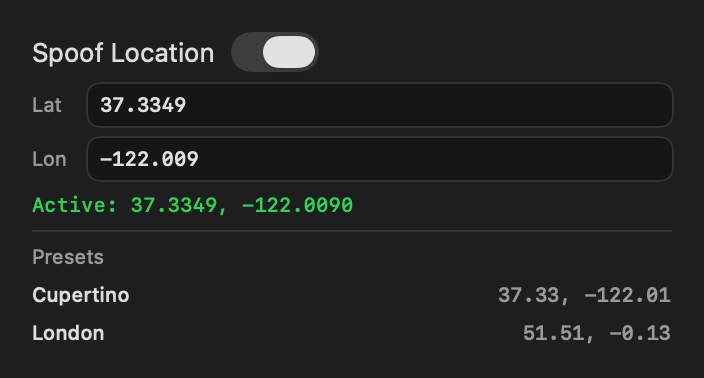 Spoof Location
Lat 37.3349
Lon -122.009
Active: 37.3349, -122.0090
Presets
Cupertino 37.33, -122.01
London 51.51, -0.13